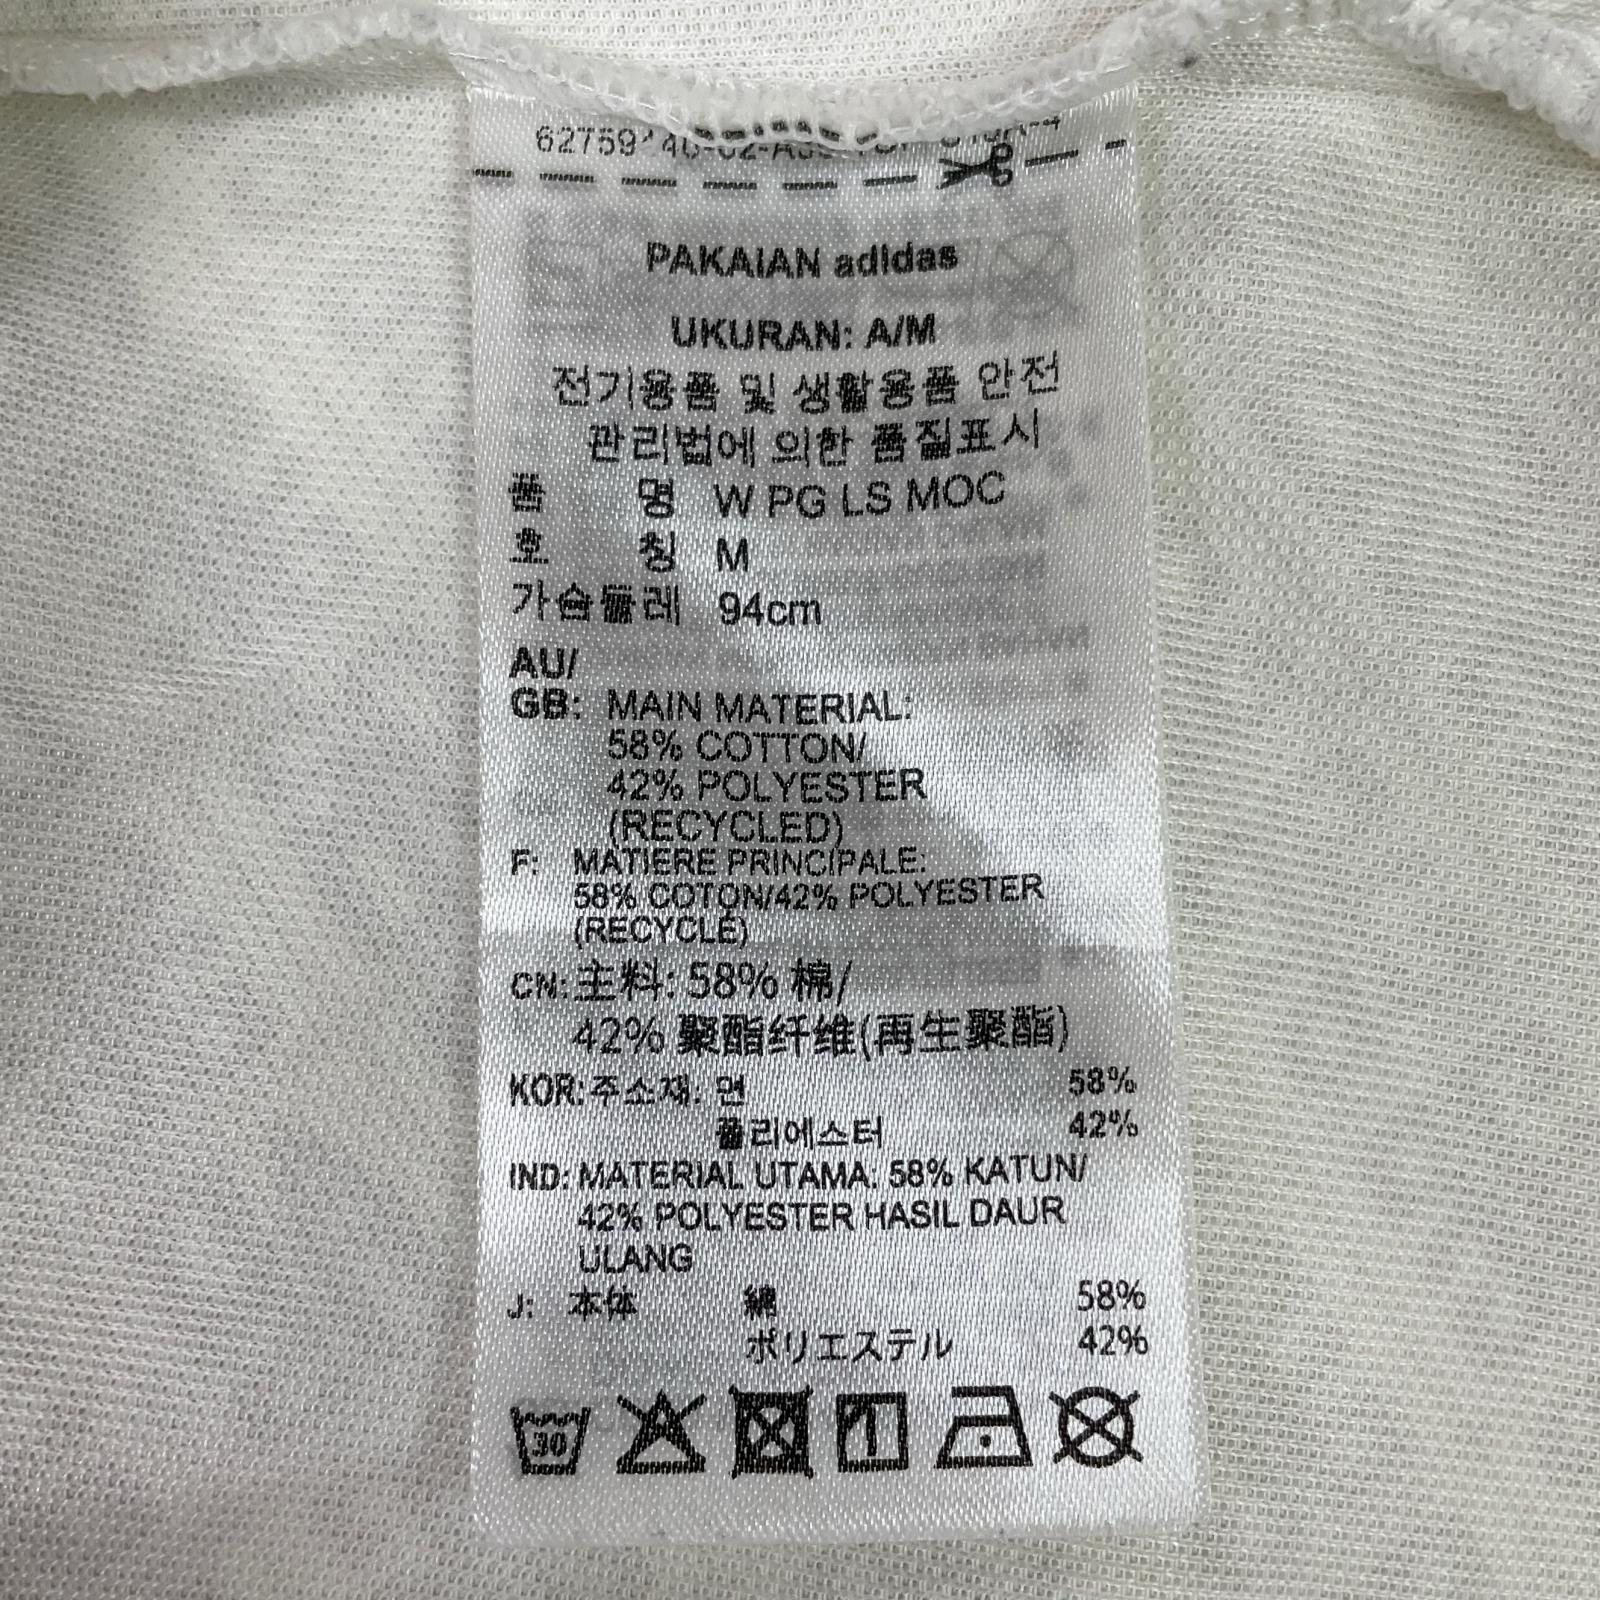 PAKAIAN adidas
UKURAN: A/M
전기용품 및 생활용품 안전
관리법에 의한 품질표시
품 명 W PG LS MOC
호 칭 M
가슴둘레 94cm
AU/
GB: MAIN MATERIAL:
58% COTTON/
42% POLYESTER
(RECYCLED)
F: MATIERE PRINCIPALE:
58% COTON/42% POLYESTER
(RECYCLÉ)
CN: 主料: 58% 棉/
42% 聚酯纤维(再生聚酯)
KOR: 주소재: 면 58%
폴리에스터 42%
IND: MATERIAL UTAMA: 58% KATUN/
42% POLYESTER HASIL DAUR
ULANG
J: 本体 綿 58%
ポリエステル 42%
30